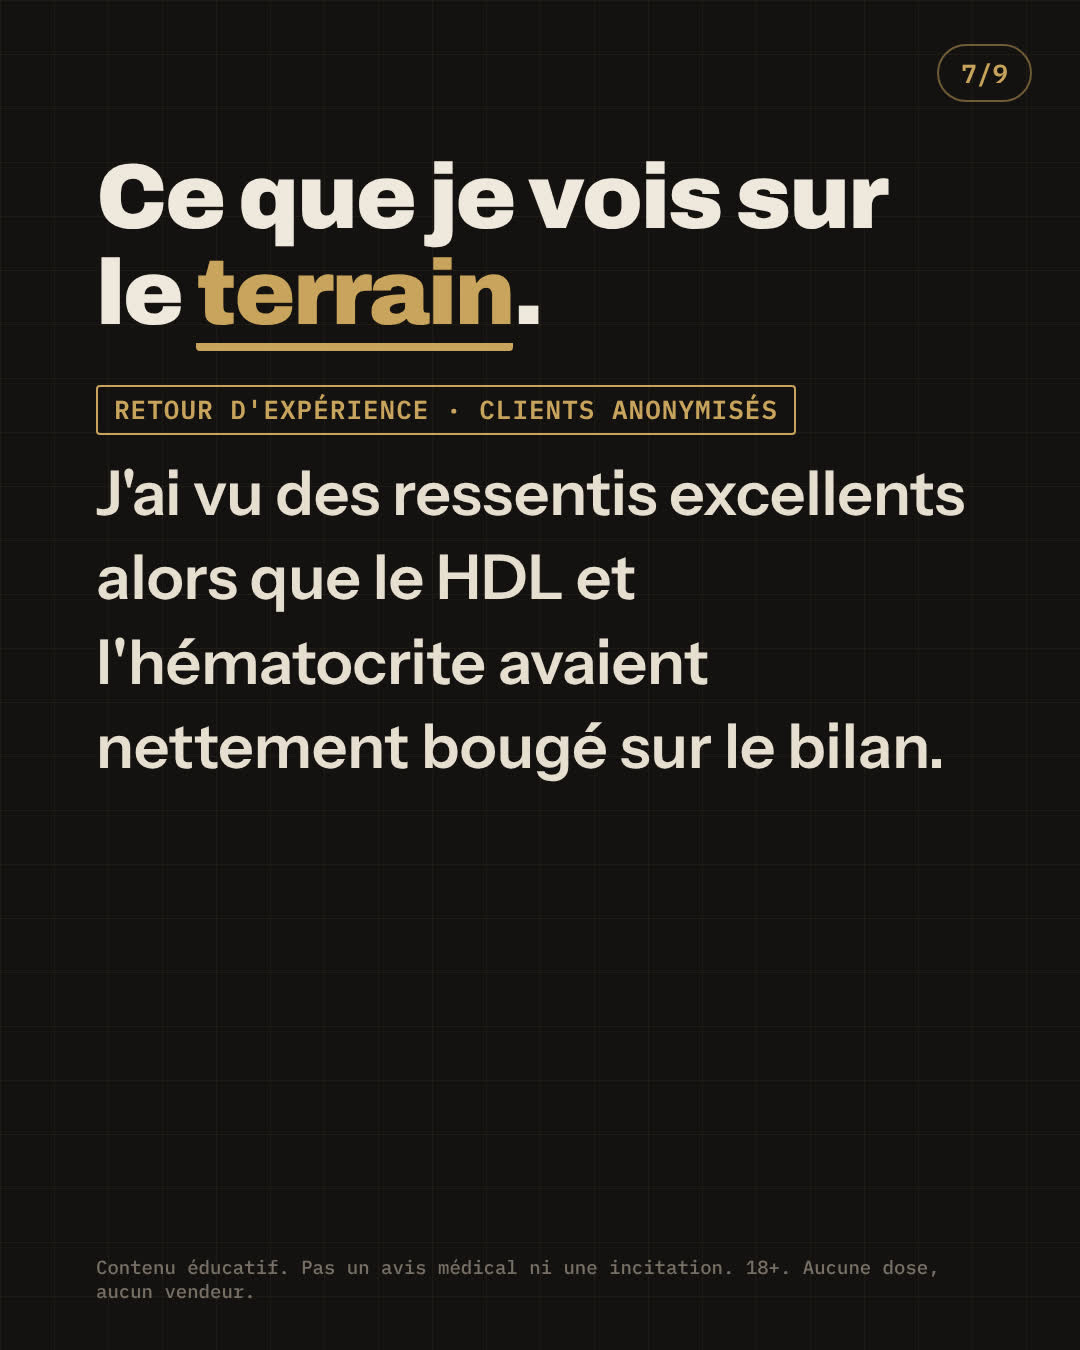 7/9
Ce que je vois sur
le terrain.
RETOUR D'EXPÉRIENCE · CLIENTS ANONYMISÉS
J'ai vu des ressentis excellents
alors que le HDL et
l'hématocrite avaient
nettement bougé sur le bilan.
Contenu éducatif. Pas un avis médical ni une incitation. 18+. Aucune dose,
aucun vendeur.